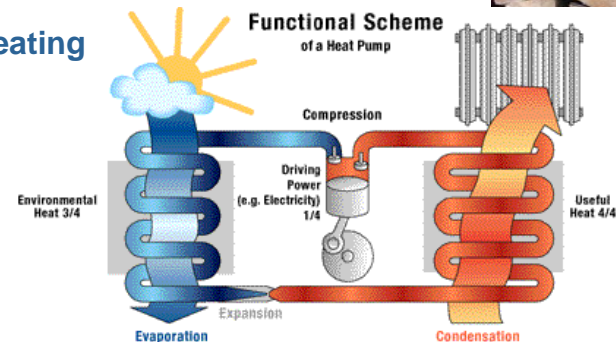 eating
Functional Scheme
of a Heat Pump
Compression
Driving
Power
(e.g. Electricity)
1/4
Environmental
Heat 3/4
Useful
Heat 4/4
Expansion
Evaporation
Condensation